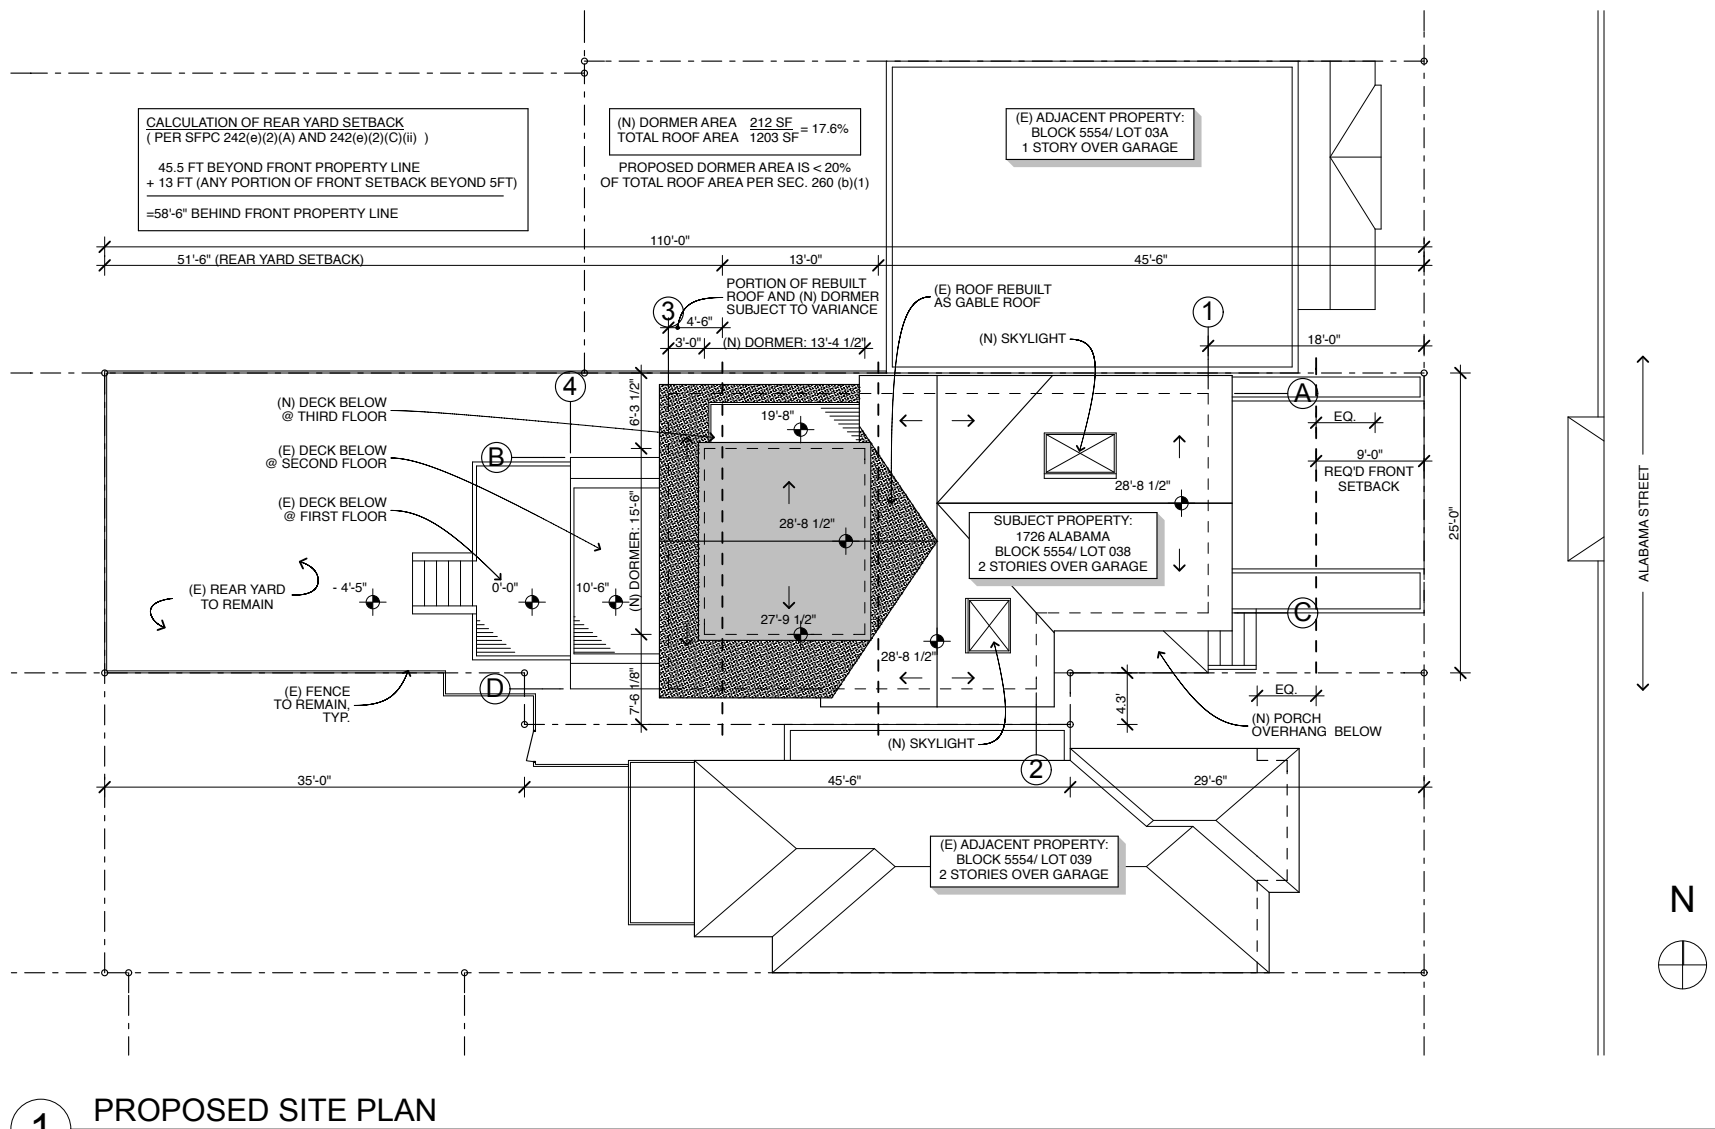 CALCULATION OF REAR YARD SETBACK
( PER SFPC 242(e)(2)(A) AND 242(e)(2)(C)(ii) )
45.5 FT BEYOND FRONT PROPERTY LINE
+ 13 FT (ANY PORTION OF FRONT SETBACK BEYOND 5FT)
=58'-6" BEHIND FRONT PROPERTY LINE
(N) DORMER AREA 212 SF
TOTAL ROOF AREA 1203 SF = 17.6%
PROPOSED DORMER AREA IS < 20%
OF TOTAL ROOF AREA PER SEC. 260 (b)(1)
(E) ADJACENT PROPERTY:
BLOCK 5554/ LOT 03A
1 STORY OVER GARAGE
110'-0"
51'-6" (REAR YARD SETBACK)
13'-0"
45'-6"
PORTION OF REBUILT
ROOF AND (N) DORMER
SUBJECT TO VARIANCE
(E) ROOF REBUILT
AS GABLE ROOF
3
4'-6"
1
3'-0"
(N) DORMER: 13'-4 1/2"
(N) SKYLIGHT
18'-0"
4
A
6'-3 1/2"
(N) DECK BELOW
@ THIRD FLOOR
19'-8"
EQ.
B
(E) DECK BELOW
@ SECOND FLOOR
9'-0"
REQ'D FRONT
SETBACK
28'-8 1/2"
(E) DECK BELOW
@ FIRST FLOOR
(N) DORMER: 15'-6"
28'-8 1/2"
SUBJECT PROPERTY:
1726 ALABAMA
BLOCK 5554/ LOT 038
2 STORIES OVER GARAGE
25'-0"
ALABAMA STREET
(E) REAR YARD
TO REMAIN
- 4'-5"
0'-0"
10'-6"
27'-9 1/2"
C
28'-8 1/2"
D
(E) FENCE
TO REMAIN,
TYP.
7'-6 1/8"
4.3'
EQ.
(N) PORCH
OVERHANG BELOW
(N) SKYLIGHT
2
35'-0"
45'-6"
29'-6"
(E) ADJACENT PROPERTY:
BLOCK 5554/ LOT 039
2 STORIES OVER GARAGE
N
1
PROPOSED SITE PLAN